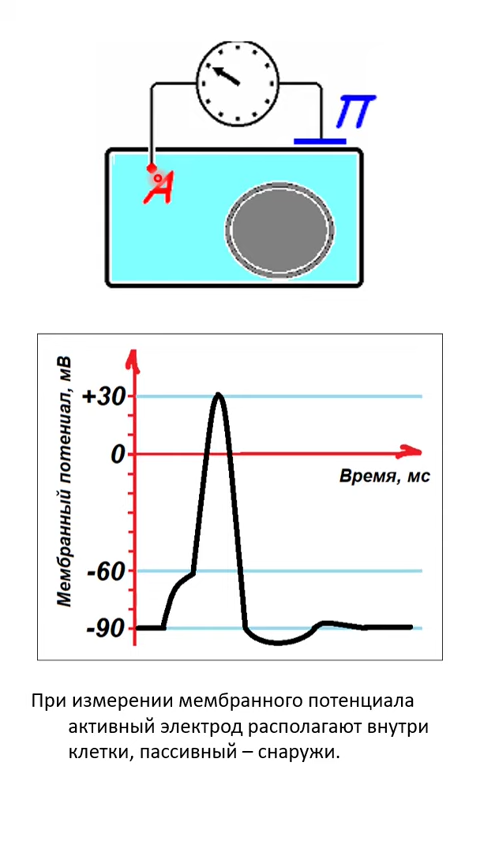 П
А
Мембранный потениал, мВ
+30
0
Время, мс
-60
-90
При измерении мембранного потенциала
активный электрод располагают внутри
клетки, пассивный – снаружи.